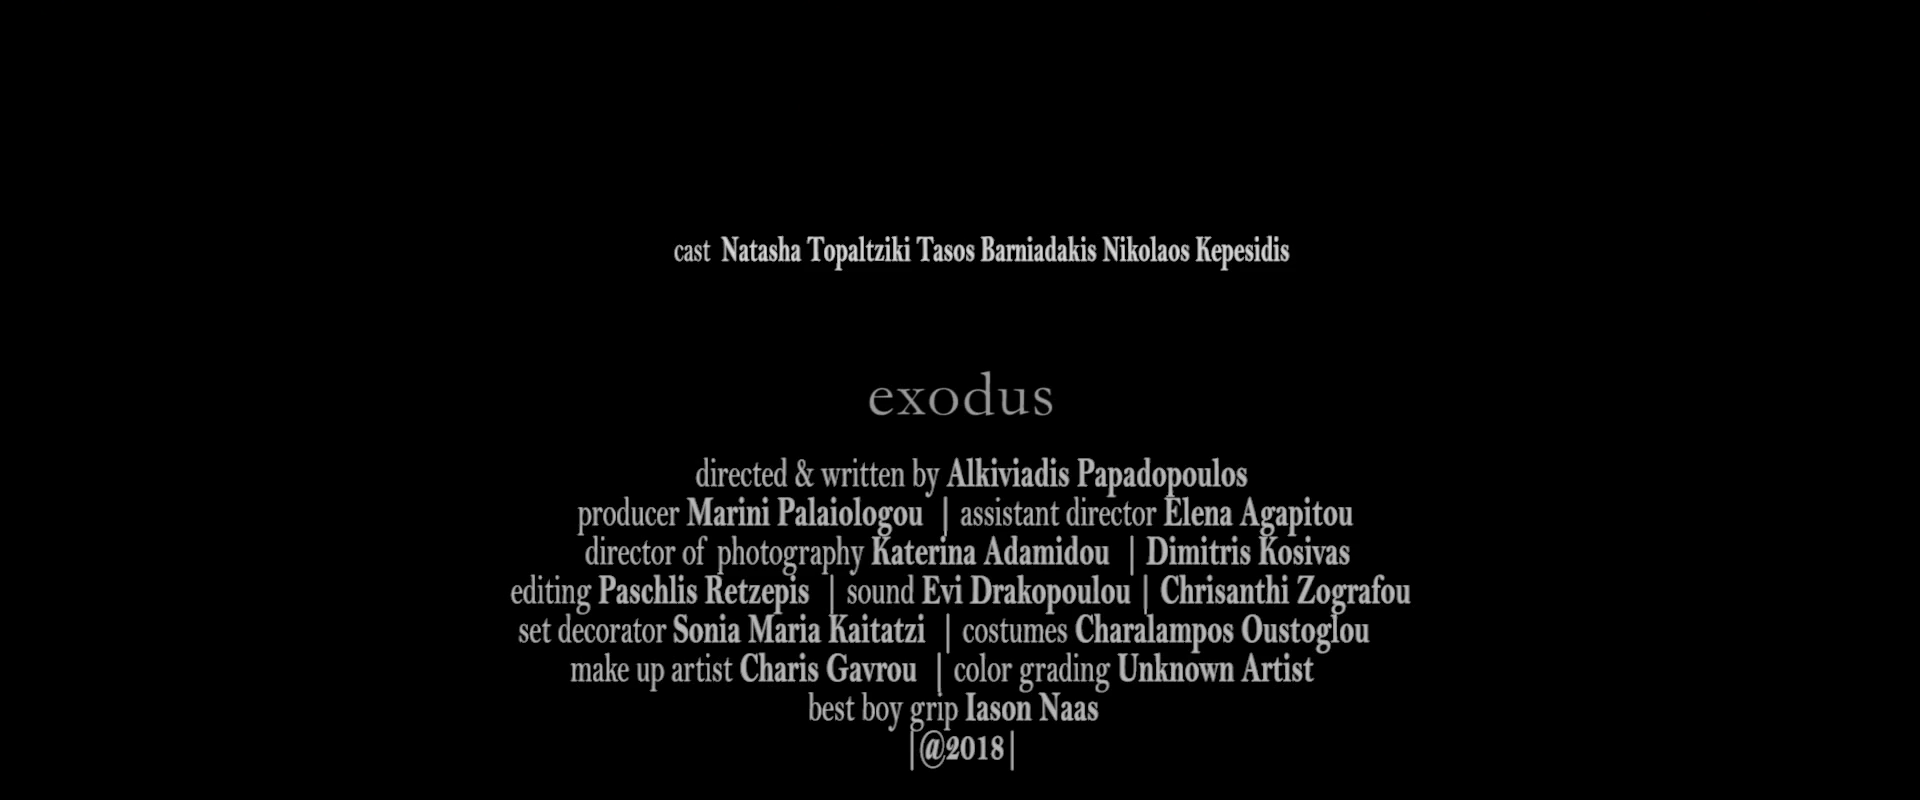 cast Natasha Topaltziki Tasos Barniadakis Nikolaos Kepesidis
exodus
directed & written by Alkiviadis Papadopoulos
producer Marini Palaiologou | assistant director Elena Agapitou
director of photography Katerina Adamidou | Dimitris Kosivas
editing Paschlis Retzepis | sound Evi Drakopoulou | Chrisanthi Zografou
set decorator Sonia Maria Kaitatzi | costumes Charalampos Oustoglou
make up artist Charis Gavrou | color grading Unknown Artist
best boy grip Iason Naas
|@2018|